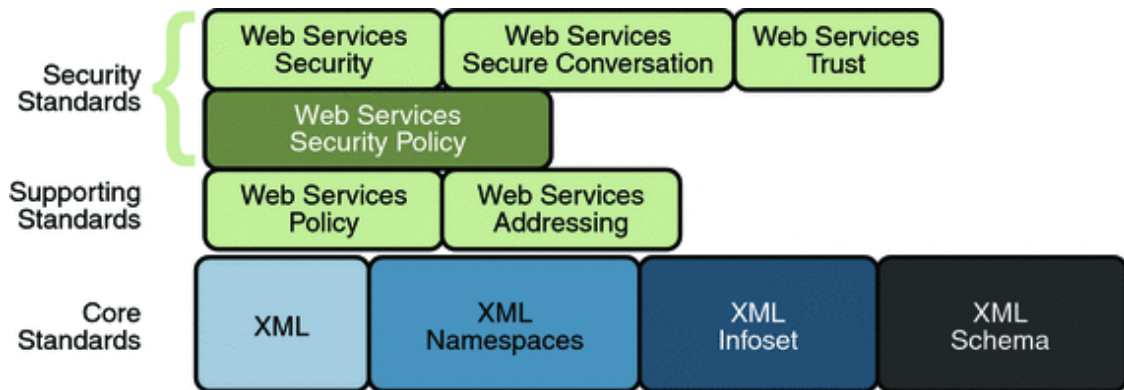 Security
Standards
Web Services
Security
Web Services
Secure Conversation
Web Services
Trust
Web Services
Security Policy
Supporting
Standards
Web Services
Policy
Web Services
Addressing
Core
Standards
XML
XML
Namespaces
XML
Infoset
XML
Schema